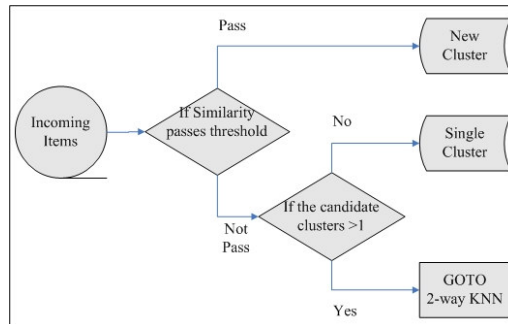 Pass
New
Cluster
Incoming
Items
If Similarity
passes threshold
No
Single
Cluster
Not
Pass
If the candidate
clusters >1
Yes
GOTO
2-way KNN